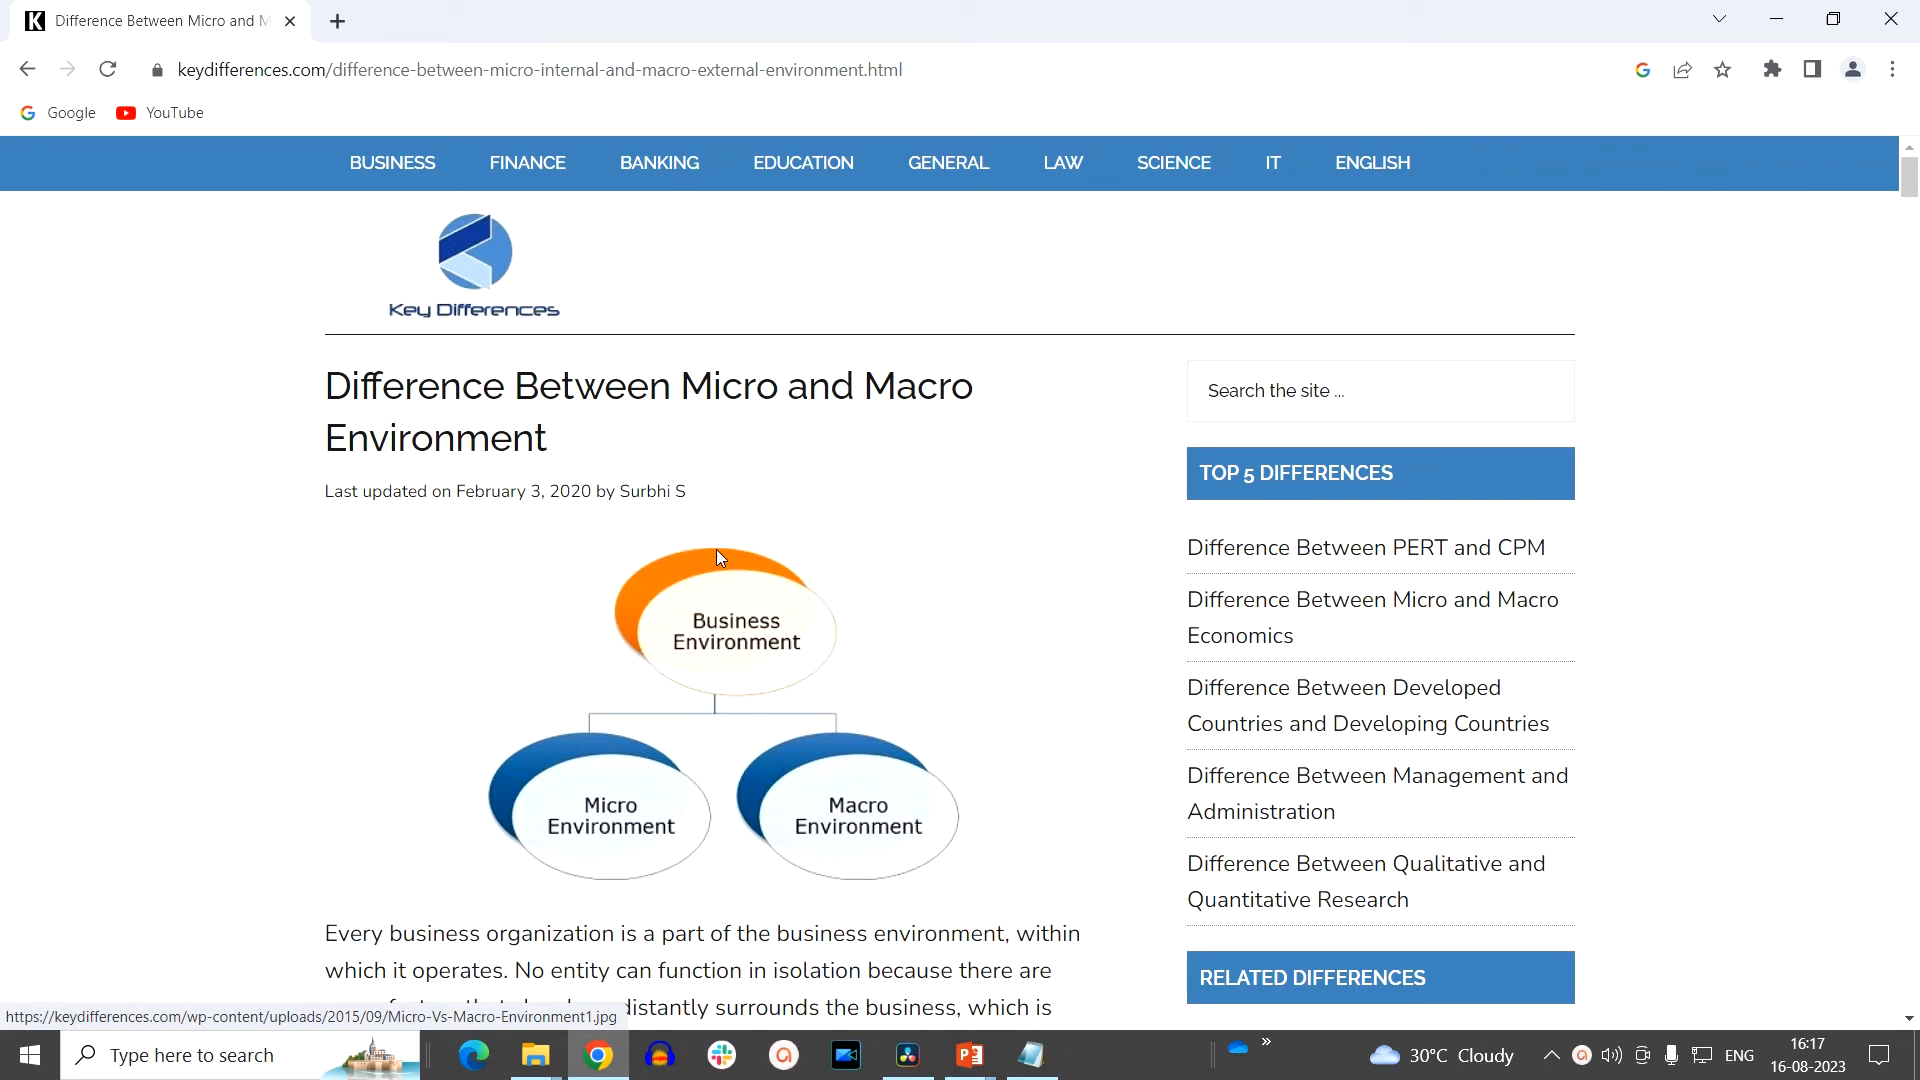 Difference Between Micro and M
keydifferences.com/difference-between-micro-internal-and-macro-external-environment.html
Google YouTube
BUSINESS FINANCE BANKING EDUCATION GENERAL LAW SCIENCE IT ENGLISH
Key Differences
Difference Between Micro and Macro
Environment
Last updated on February 3, 2020 by Surbhi S
Business
Environment
Micro
Environment
Macro
Environment
Every business organization is a part of the business environment, within
which it operates. No entity can function in isolation because there are
distantly surrounds the business, which is
Search the site ...
TOP 5 DIFFERENCES
Difference Between PERT and CPM
Difference Between Micro and Macro
Economics
Difference Between Developed
Countries and Developing Countries
Difference Between Management and
Administration
Difference Between Qualitative and
Quantitative Research
RELATED DIFFERENCES
https://keydifferences.com/wp-content/uploads/2015/09/Micro-Vs-Macro-Environment1.jpg
Type here to search
30°C Cloudy
ENG
16:17
16-08-2023